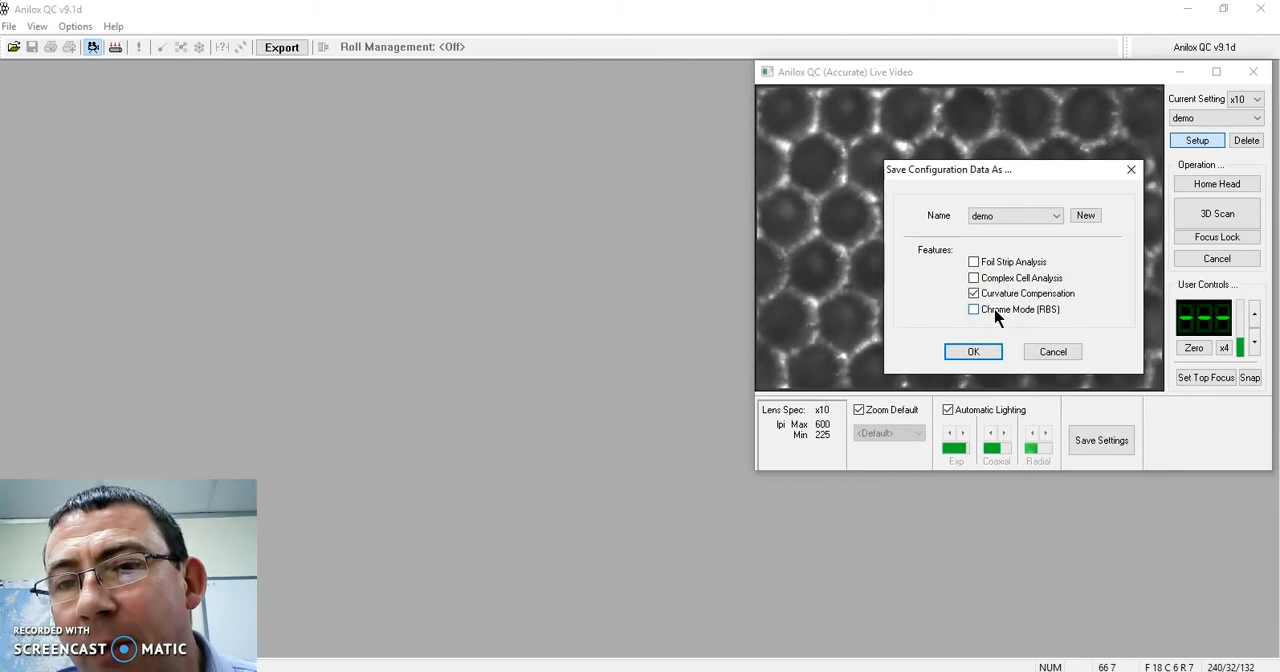 Anilox QC v9.1d
File View Options Help
Export Roll Management: <Off> Anilox QC v9.1d
Anilox QC (Accurate) Live Video
Current Setting x10
demo
Setup Delete
Operation ...
Home Head
3D Scan
Focus Lock
Cancel
User Controls ...
Zero x4
Set Top Focus Snap
Save Configuration Data As ...
Name demo New
Features:
Foil Strip Analysis
Complex Cell Analysis
Curvature Compensation
Chrome Mode (RBS)
OK Cancel
Lens Spec: x10
lpi Max 600
Min 225
Zoom Default
<Default>
Automatic Lighting
Exp Coaxial Radial
Save Settings
RECORDED WITH
SCREENCAST MATIC
NUM 66 7 F 18 C 6 R 7 240/32/132